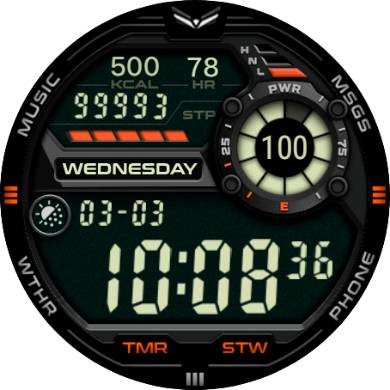 500 78
KCAL HR
99993 STP
WEDNESDAY
03-03
10:08 36
TMR STW
H
N
L
PWR
25 100 75
E
MUSIC
MSGS
WTHR
PHONE